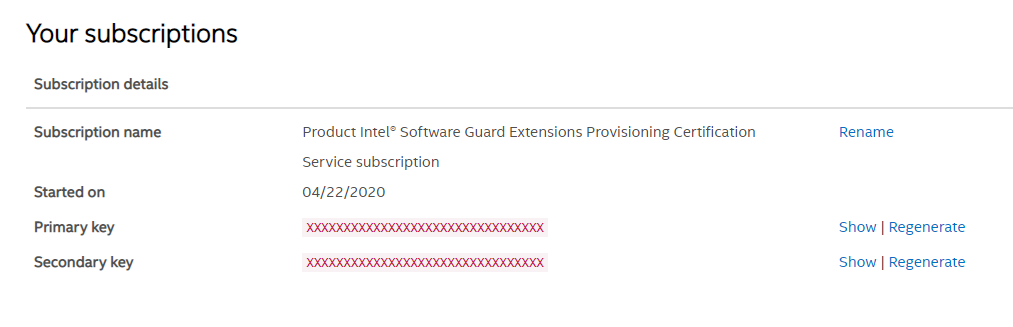 Your subscriptions
Subscription details
Subscription name Product Intel® Software Guard Extensions Provisioning Certification Rename
Service subscription
Started on 04/22/2020
Primary key XXXXXXXXXXXXXXXXXXXXXXXXXXXXXXXX Show | Regenerate
Secondary key XXXXXXXXXXXXXXXXXXXXXXXXXXXXXXXX Show | Regenerate